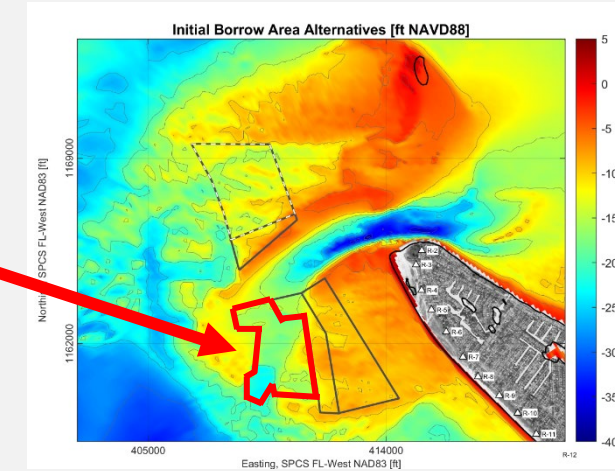 Initial Borrow Area Alternatives [ft NAVD88]
5
0
-5
-10
-15
-20
-25
-30
-35
-40
1169000
1162000
SPCS FL-West NAD83 [ft]
R-2
R-3
R-4
R-5
R-6
R-7
R-8
R-9
R-10
R-11
R-12
405000
414000
Easting, SPCS FL-West NAD83 [ft]